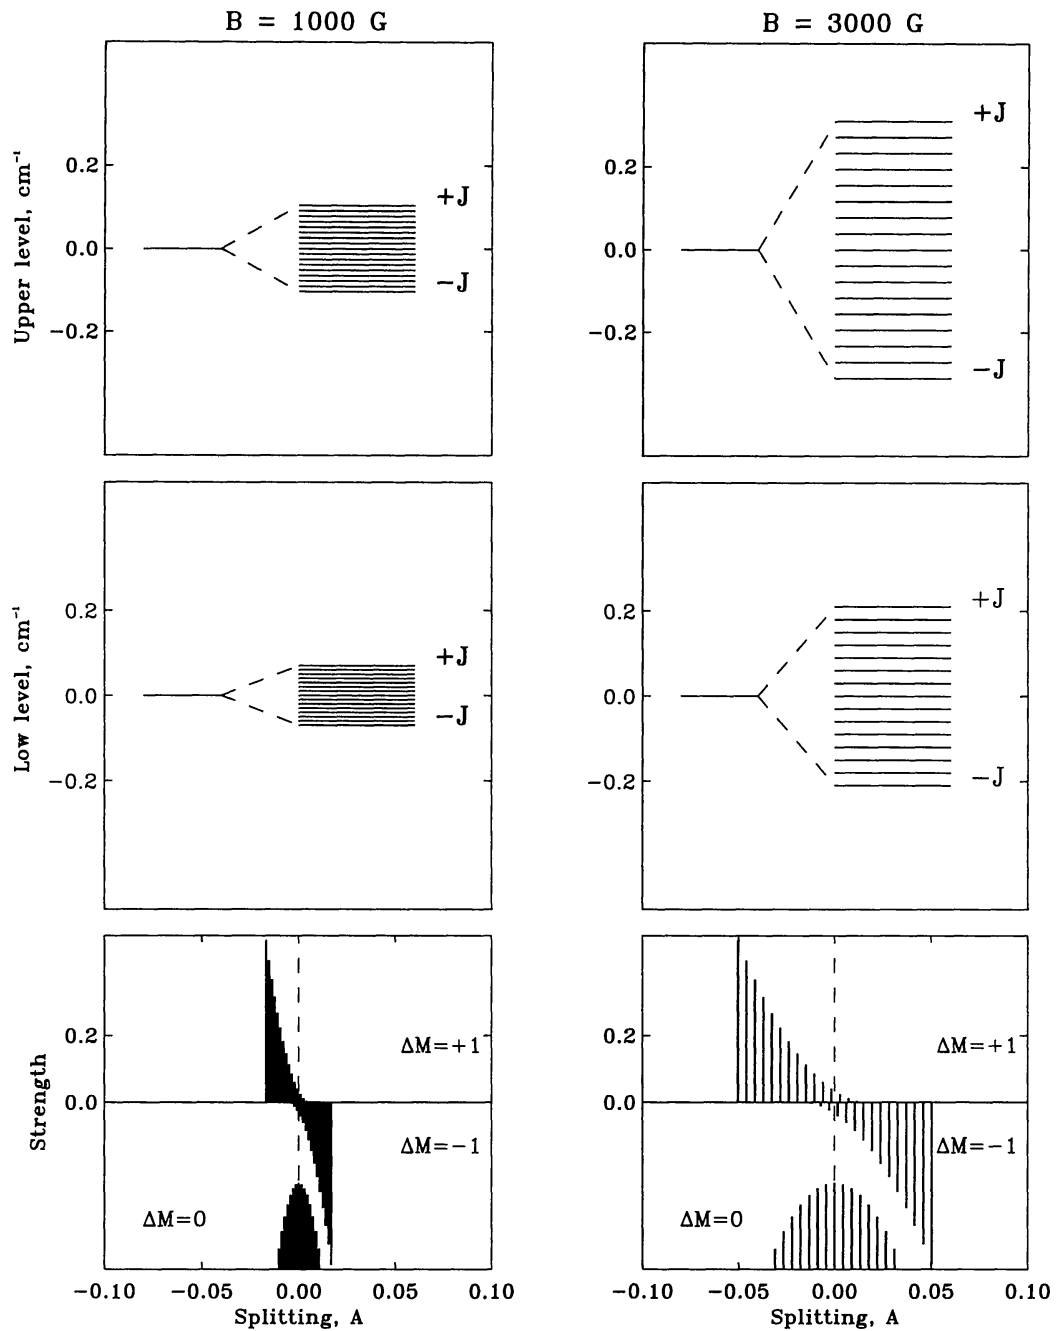 B = 1000 G
B = 3000 G
Upper level, cm⁻¹
0.2
0.0
−0.2
+J
−J
0.2
0.0
−0.2
+J
−J
Low level, cm⁻¹
0.2
0.0
−0.2
+J
−J
0.2
0.0
−0.2
+J
−J
Strength
0.2
0.0
ΔM=+1
ΔM=−1
ΔM=0
−0.10 −0.05 0.00 0.05 0.10
Splitting, A
0.2
0.0
ΔM=+1
ΔM=−1
ΔM=0
−0.10 −0.05 0.00 0.05 0.10
Splitting, A